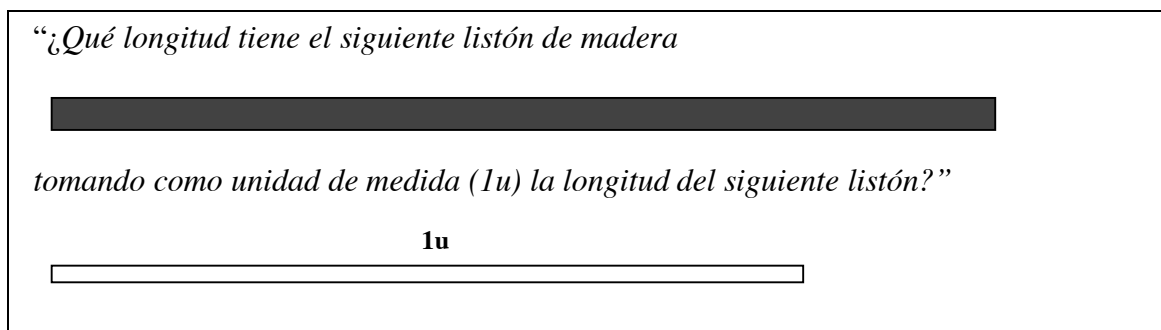 “¿Qué longitud tiene el siguiente listón de madera
tomando como unidad de medida (1u) la longitud del siguiente listón?”
1u